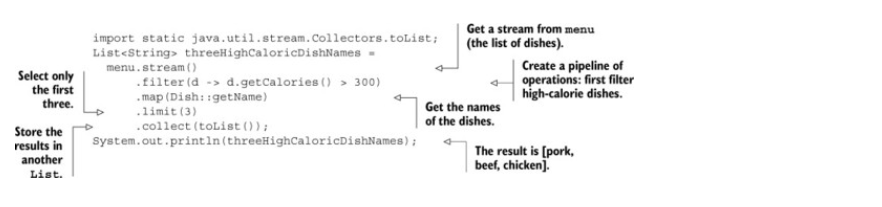 import static java.util.stream.Collectors.toList;
List<String> threeHighCaloricDishNames =
menu.stream()
.filter(d -> d.getCalories() > 300)
.map(Dish::getName)
.limit(3)
.collect(toList());
System.out.println(threeHighCaloricDishNames);
Get a stream from menu
(the list of dishes).
Create a pipeline of
operations: first filter
high-calorie dishes.
Select only
the first
three.
Get the names
of the dishes.
Store the
results in
another
List.
The result is [pork,
beef, chicken].